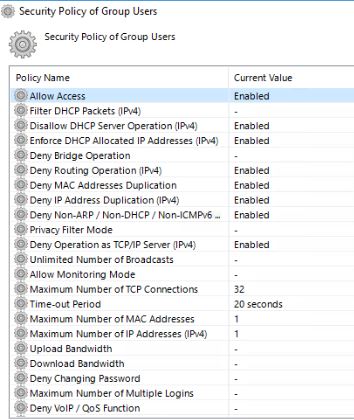 Security Policy of Group Users
Security Policy of Group Users
Policy Name Current Value
Allow Access Enabled
Filter DHCP Packets (IPv4) -
Disallow DHCP Server Operation (IPv4) Enabled
Enforce DHCP Allocated IP Addresses (IPv4) Enabled
Deny Bridge Operation -
Deny Routing Operation (IPv4) Enabled
Deny MAC Addresses Duplication Enabled
Deny IP Address Duplication (IPv4) Enabled
Deny Non-ARP / Non-DHCP / Non-ICMPv6 ... Enabled
Privacy Filter Mode -
Deny Operation as TCP/IP Server (IPv4) Enabled
Unlimited Number of Broadcasts -
Allow Monitoring Mode -
Maximum Number of TCP Connections 32
Time-out Period 20 seconds
Maximum Number of MAC Addresses 1
Maximum Number of IP Addresses (IPv4) 1
Upload Bandwidth -
Download Bandwidth -
Deny Changing Password -
Maximum Number of Multiple Logins -
Deny VoIP / QoS Function -